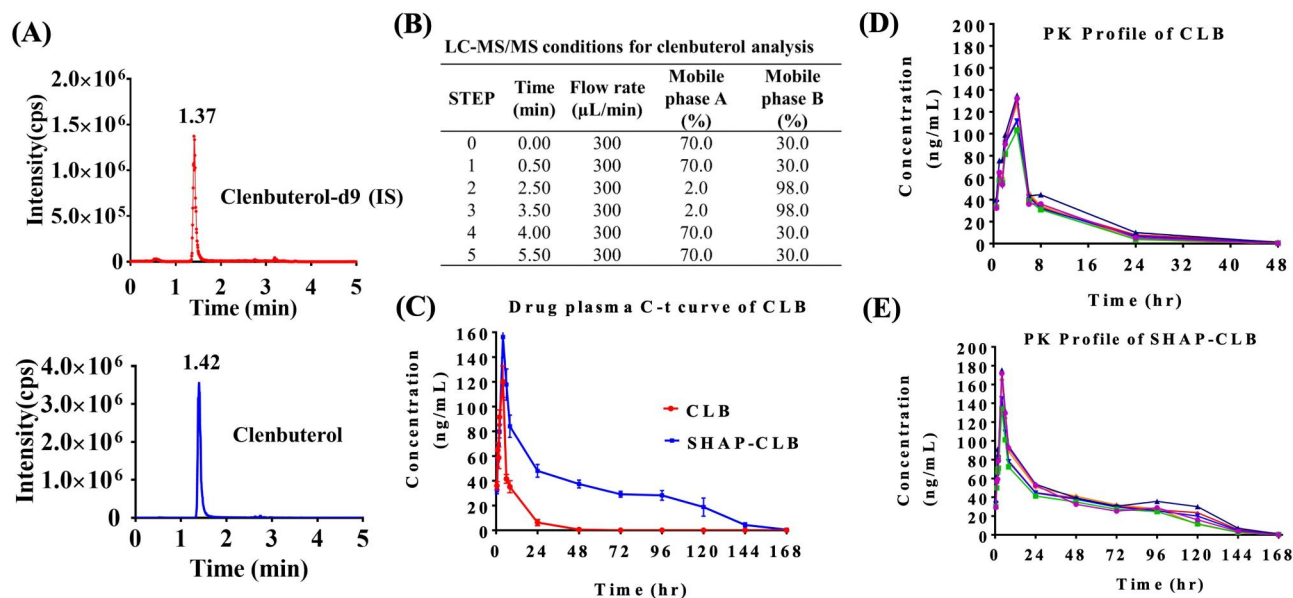 (A)
2.0×10⁶
1.5×10⁶
1.0×10⁶
5.0×10⁵
0
Intensity(cps)
1.37
Clenbuterol-d9 (IS)
0 1 2 3 4 5
Time (min)
4.0×10⁶
3.0×10⁶
2.0×10⁶
1.0×10⁶
0
Intensity(cps)
1.42
Clenbuterol
0 1 2 3 4 5
Time (min)
(B)
LC-MS/MS conditions for clenbuterol analysis
STEP Time (min) Flow rate (µL/min) Mobile phase A (%) Mobile phase B (%)
0 0.00 300 70.0 30.0
1 0.50 300 70.0 30.0
2 2.50 300 2.0 98.0
3 3.50 300 2.0 98.0
4 4.00 300 70.0 30.0
5 5.50 300 70.0 30.0
(C)
Drug plasma C-t curve of CLB
Concentration
(ng/mL)
160
140
120
100
80
60
40
20
0
CLB
SHAP-CLB
0 24 48 72 96 120 144 168
Time (hr)
(D)
PK Profile of CLB
Concentration
(ng/mL)
200
180
160
140
120
100
80
60
40
20
0
0 8 16 24 32 40 48
Time (hr)
(E)
PK Profile of SHAP-CLB
Concentration
(ng/mL)
200
180
160
140
120
100
80
60
40
20
0
0 24 48 72 96 120 144 168
Time (hr)